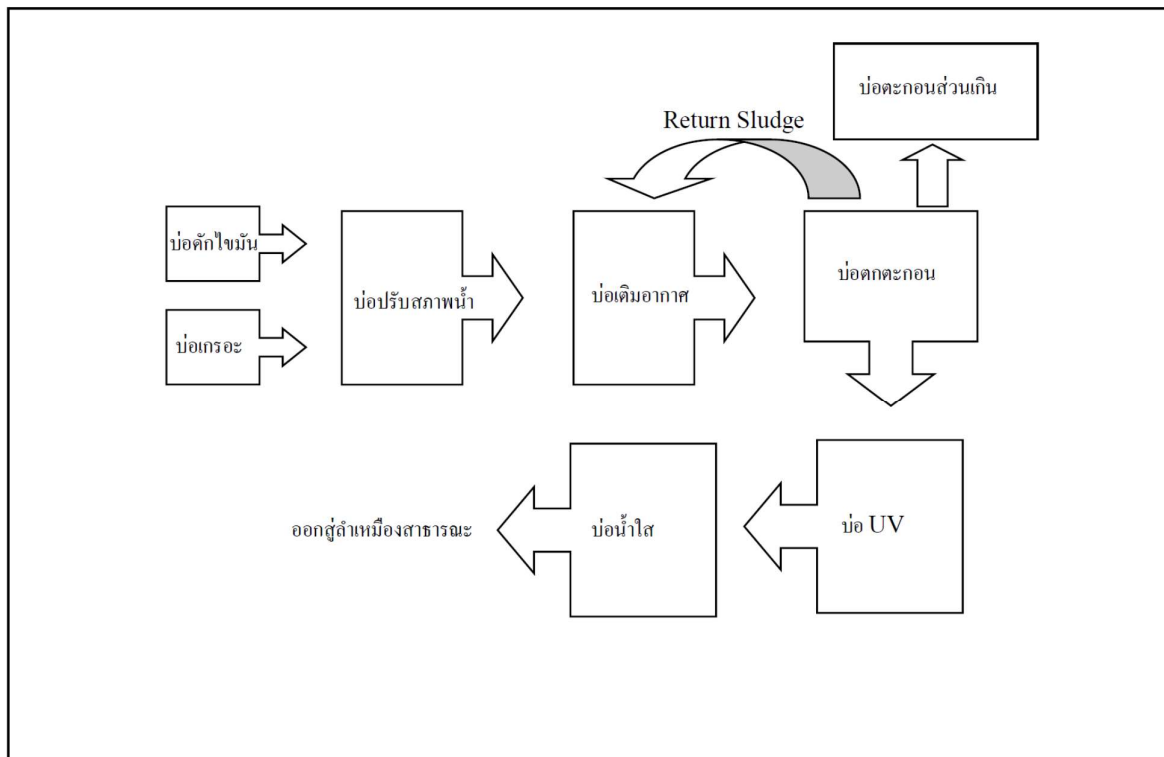 บ่อตะกอนส่วนเกิน
Return Sludge
บ่อดักไขมัน
บ่อตกตะกอน
บ่อปรับสภาพน้ำ
บ่อเติมอากาศ
บ่อเกรอะ
ออกสู่ลำเหมืองสาธารณะ
บ่อน้ำใส
บ่อ UV